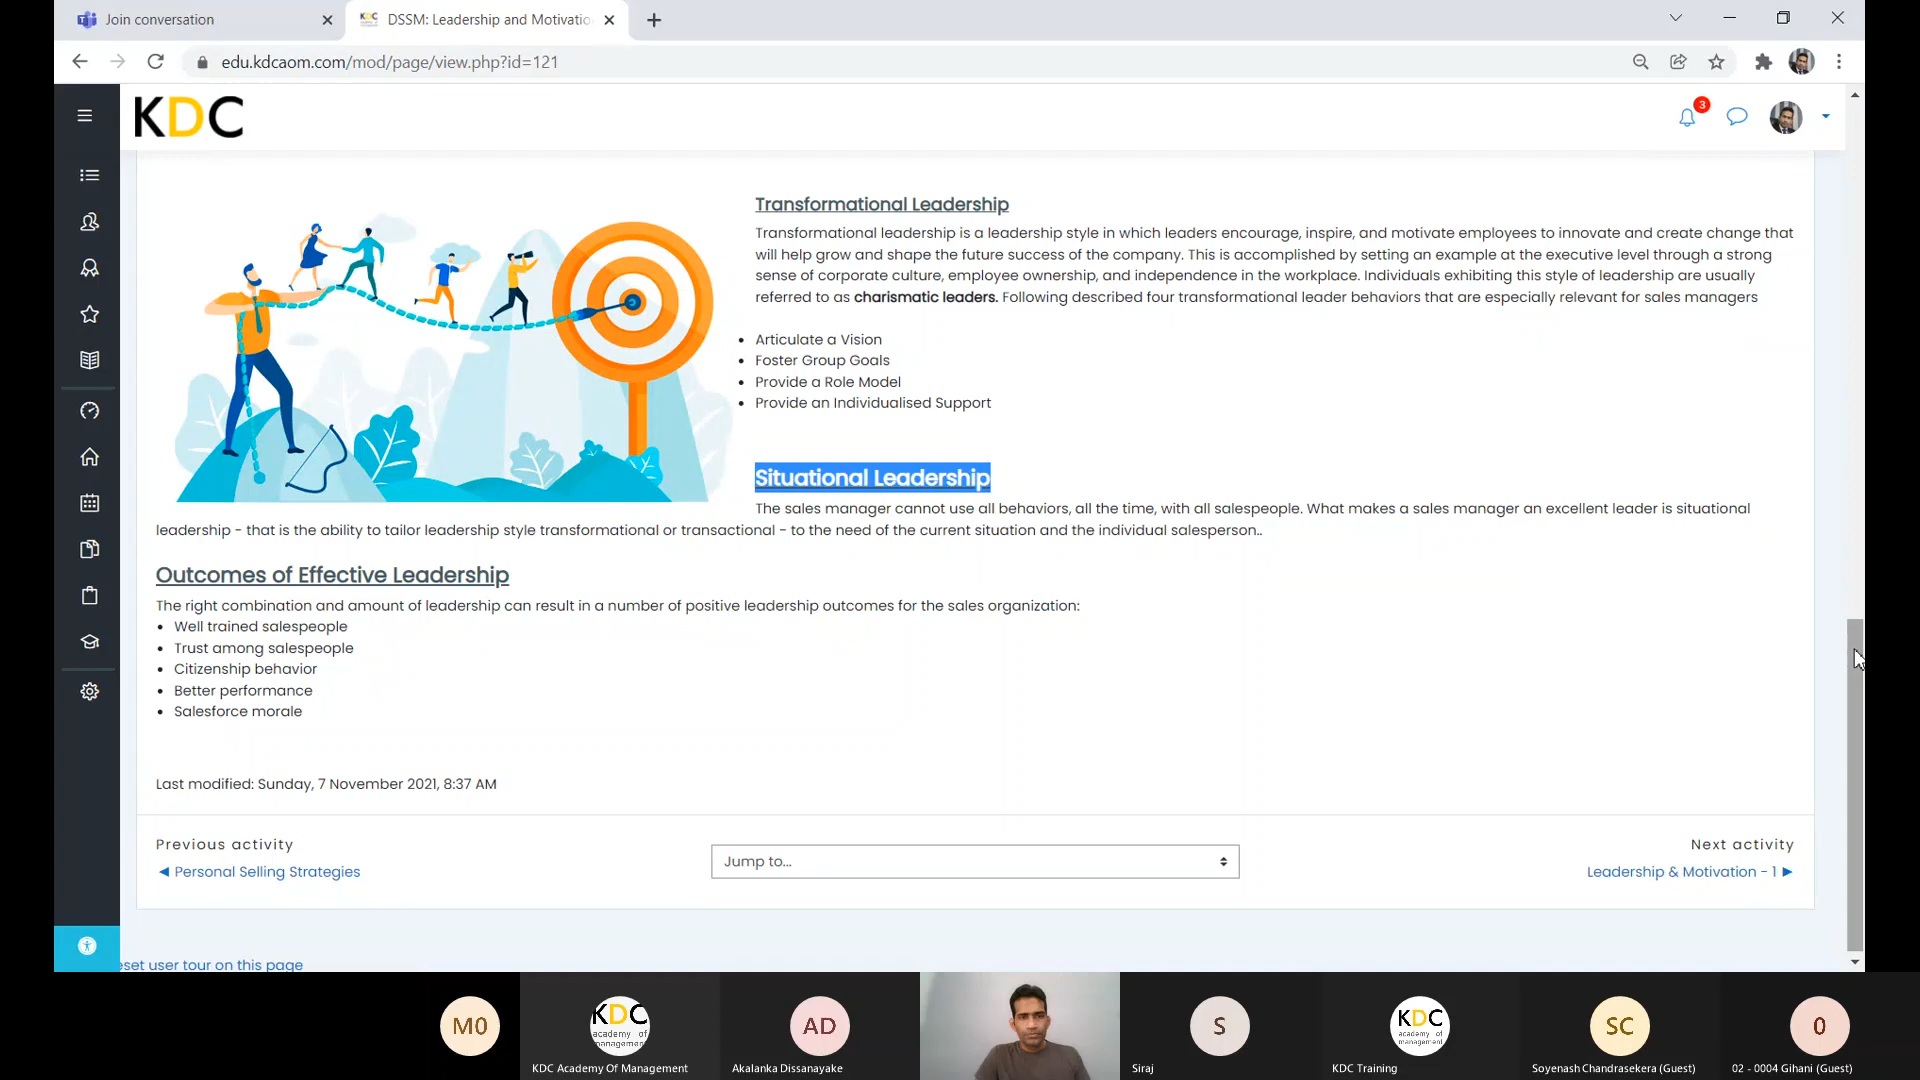 Join conversation
DSSM: Leadership and Motivatio
edu.kdcaom.com/mod/page/view.php?id=121
KDC
3
Transformational Leadership
Transformational leadership is a leadership style in which leaders encourage, inspire, and motivate employees to innovate and create change that
will help grow and shape the future success of the company. This is accomplished by setting an example at the executive level through a strong
sense of corporate culture, employee ownership, and independence in the workplace. Individuals exhibiting this style of leadership are usually
referred to as charismatic leaders. Following described four transformational leader behaviors that are especially relevant for sales managers
• Articulate a Vision
• Foster Group Goals
• Provide a Role Model
• Provide an Individualised Support
Situational Leadership
The sales manager cannot use all behaviors, all the time, with all salespeople. What makes a sales manager an excellent leader is situational
leadership - that is the ability to tailor leadership style transformational or transactional - to the need of the current situation and the individual salesperson..
Outcomes of Effective Leadership
The right combination and amount of leadership can result in a number of positive leadership outcomes for the sales organization:
• Well trained salespeople
• Trust among salespeople
• Citizenship behavior
• Better performance
• Salesforce morale
Last modified: Sunday, 7 November 2021, 8:37 AM
Previous activity
◀ Personal Selling Strategies
Jump to...
Next activity
Leadership & Motivation - 1 ▶
eset user tour on this page
M0
KDC
academy of
management
KDC Academy Of Management
AD
Akalanka Dissanayake
S
Siraj
KDC
academy of
management
KDC Training
SC
Soyenash Chandrasekera (Guest)
0
02 - 0004 Gihani (Guest)